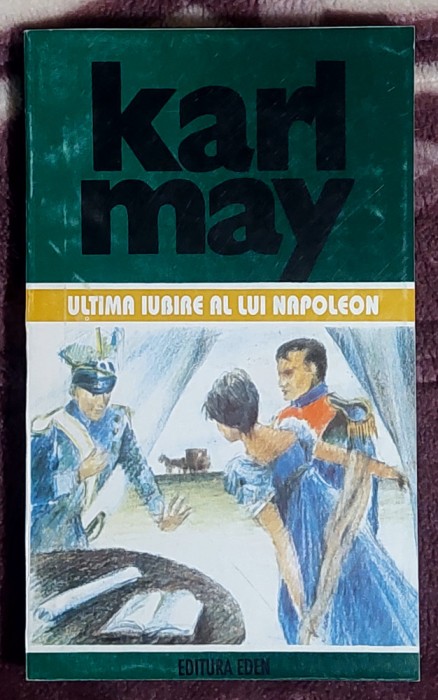 karl
may
ULTIMA IUBIRE AL LUI NAPOLEON
EDITURA EDEN